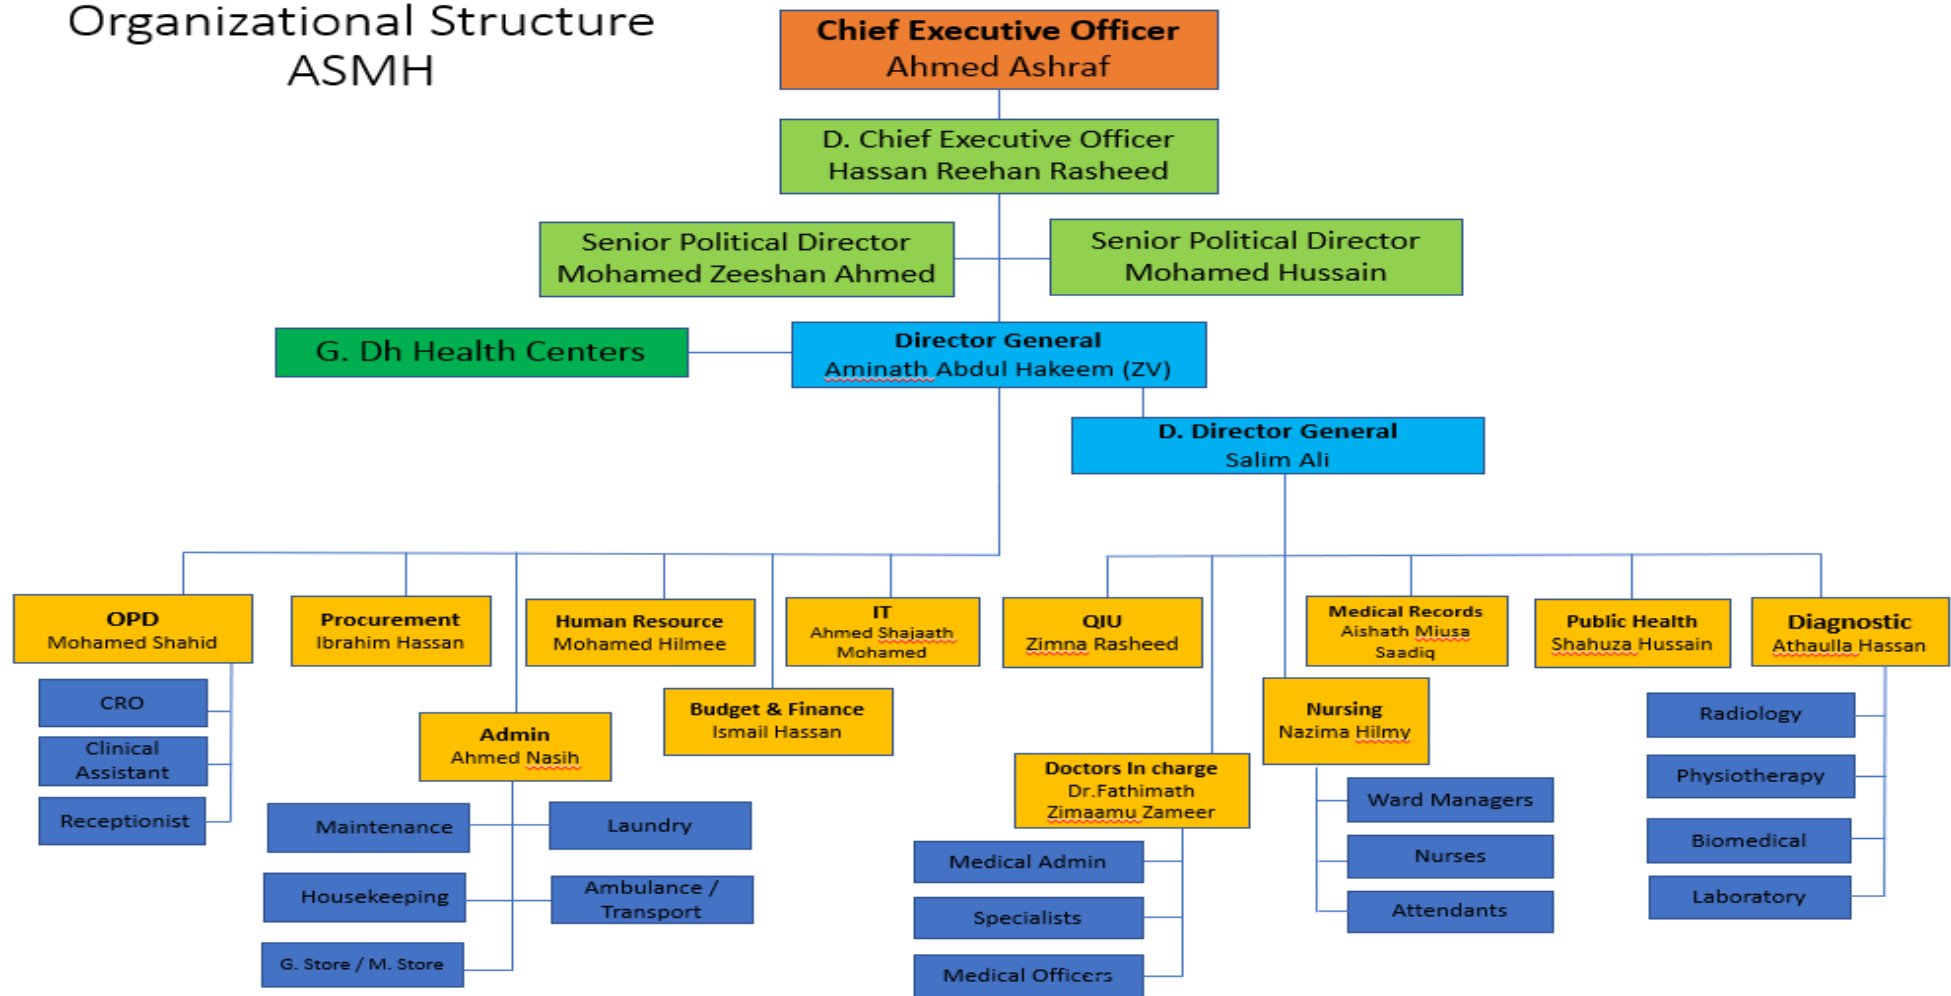 Organizational Structure
ASMH
Chief Executive Officer
Ahmed Ashraf
D. Chief Executive Officer
Hassan Reehan Rasheed
Senior Political Director
Mohamed Zeeshan Ahmed
Senior Political Director
Mohamed Hussain
G. Dh Health Centers
Director General
Aminath Abdul Hakeem (ZV)
D. Director General
Salim Ali
OPD
Mohamed Shahid
Procurement
Ibrahim Hassan
Human Resource
Mohamed Hilmee
IT
Ahmed Shajaath
Mohamed
QIU
Zimna Rasheed
Medical Records
Aishath Miusa
Saadiq
Public Health
Shahuza Hussain
Diagnostic
Athaulla Hassan
CRO
Clinical
Assistant
Receptionist
Admin
Ahmed Nasih
Budget & Finance
Ismail Hassan
Maintenance
Laundry
Housekeeping
Ambulance /
Transport
G. Store / M. Store
Doctors In charge
Dr.Fathimath
Zimaamu Zameer
Medical Admin
Specialists
Medical Officers
Nursing
Nazima Hilmy
Ward Managers
Nurses
Attendants
Radiology
Physiotherapy
Biomedical
Laboratory